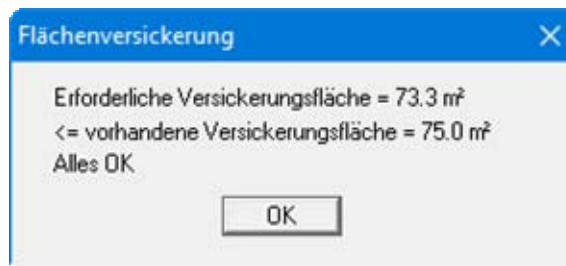 Flächenversickerung
Erforderliche Versickerungsfläche = 73.3 m²
<= vorhandene Versickerungsfläche = 75.0 m²
Alles OK
OK